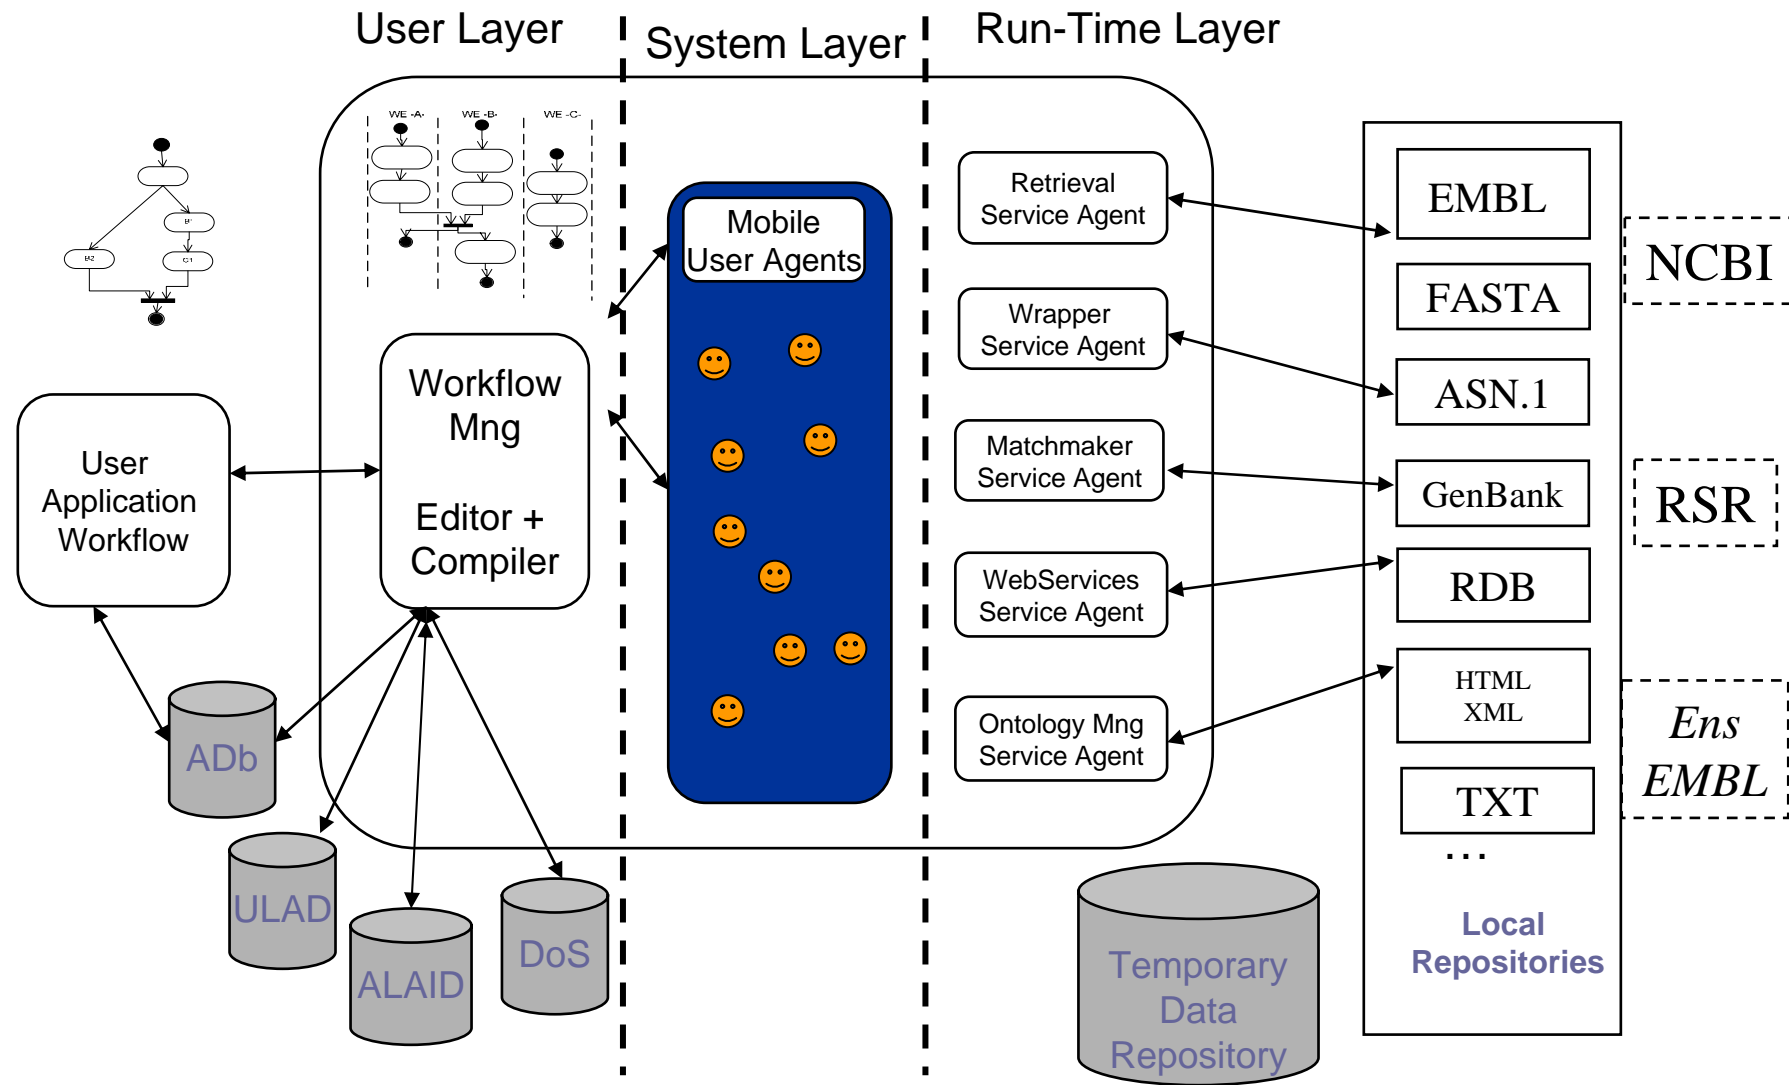 User Layer
System Layer
Run-Time Layer
WE -A-
WE -B-
WE -C-
B2
C1
Mobile
User Agents
Workflow
Mng
Editor +
Compiler
User
Application
Workflow
ADb
ULAD
ALAID
DoS
Retrieval
Service Agent
Wrapper
Service Agent
Matchmaker
Service Agent
WebServices
Service Agent
Ontology Mng
Service Agent
Temporary
Data
Repository
EMBL
FASTA
ASN.1
GenBank
RDB
HTML
XML
TXT
...
Local
Repositories
NCBI
RSR
Ens
EMBL